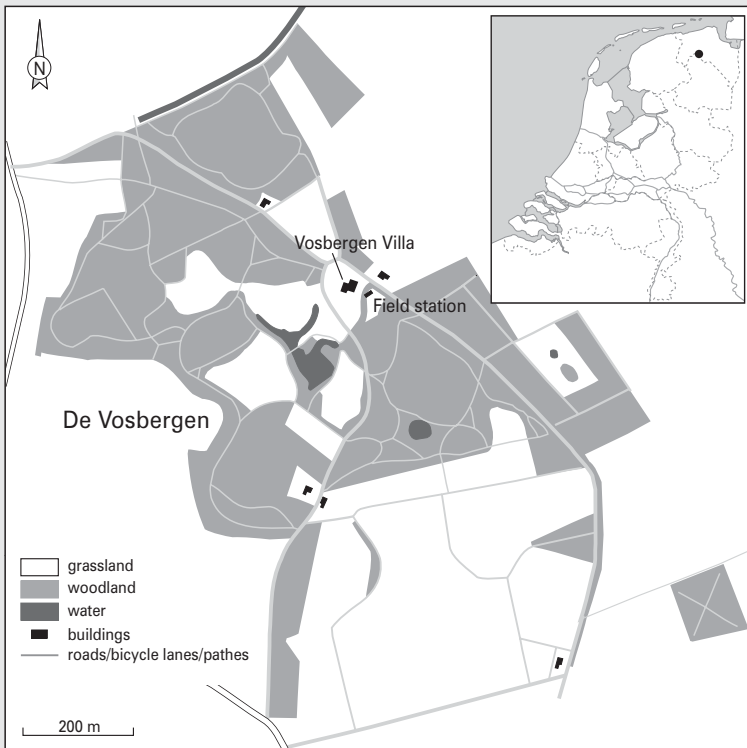 N
Vosbergen Villa
Field station
De Vosbergen
grassland
woodland
water
buildings
roads/bicycle lanes/pathes
200 m